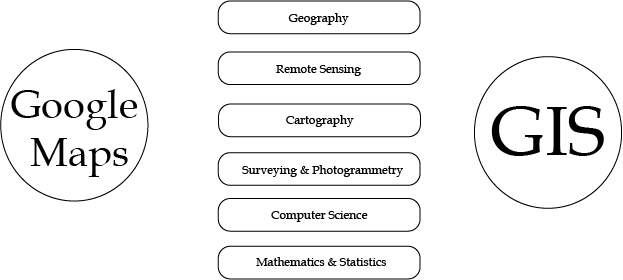 Google
Maps
Geography
Remote Sensing
Cartography
Surveying & Photogrammetry
Computer Science
Mathematics & Statistics
GIS